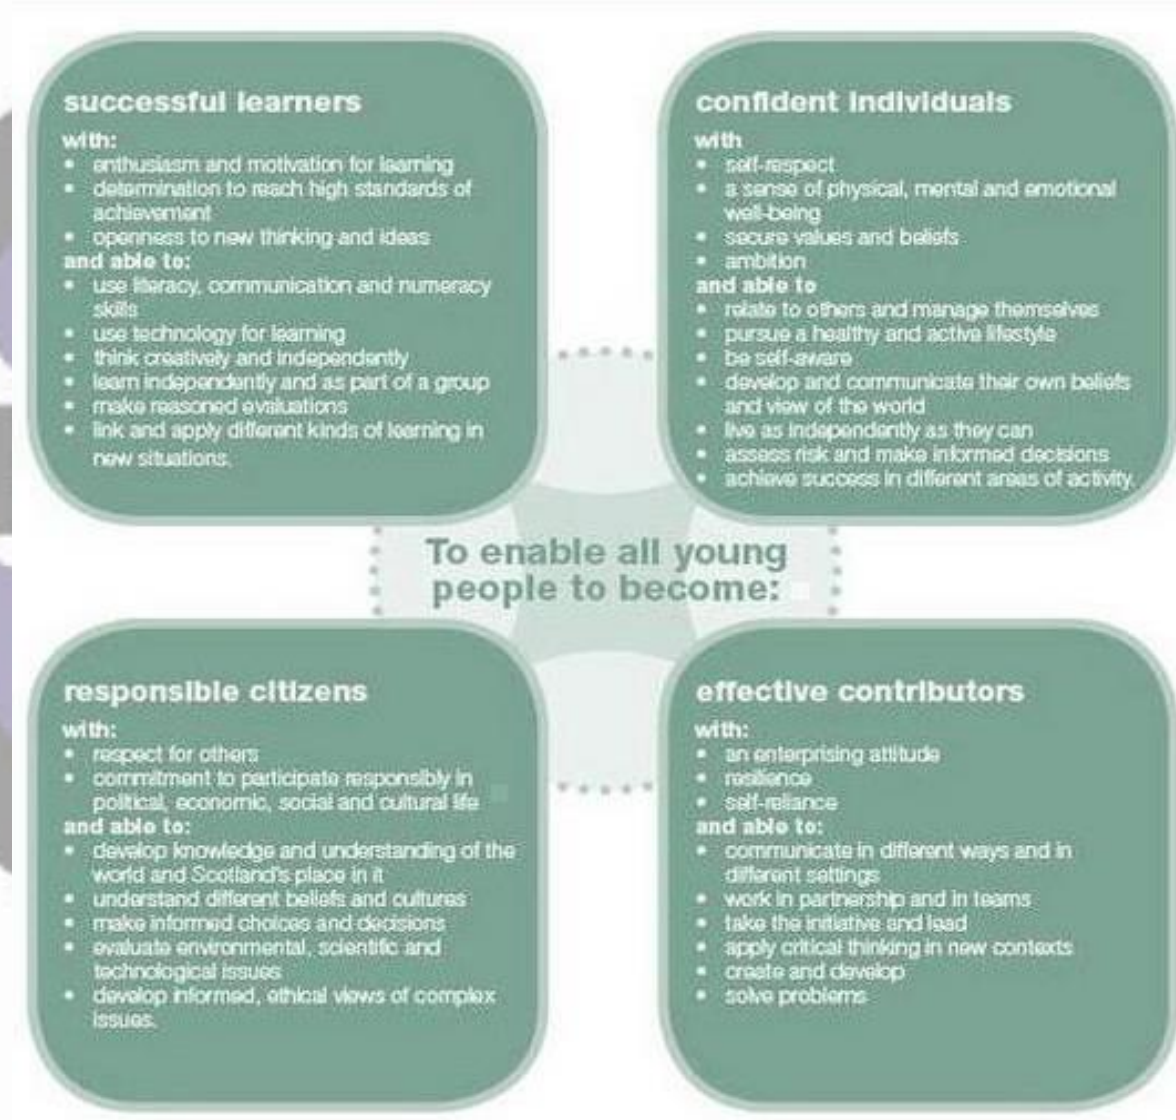 successful learners
with:
• enthusiasm and motivation for learning
• determination to reach high standards of
achievement
• openness to new thinking and ideas
and able to:
• use literacy, communication and numeracy
skills
• use technology for learning
• think creatively and independently
• learn independently and as part of a group
• make reasoned evaluations
• link and apply different kinds of learning in
new situations.
confident individuals
with
• self-respect
• a sense of physical, mental and emotional
well-being
• secure values and beliefs
• ambition
and able to
• relate to others and manage themselves
• pursue a healthy and active lifestyle
• be self-aware
• develop and communicate their own beliefs
and view of the world
• live as independently as they can
• assess risk and make informed decisions
• achieve success in different areas of activity.
To enable all young
people to become:
responsible citizens
with:
• respect for others
• commitment to participate responsibly in
political, economic, social and cultural life
and able to:
• develop knowledge and understanding of the
world and Scotland's place in it
• understand different beliefs and cultures
• make informed choices and decisions
• evaluate environmental, scientific and
technological issues
• develop informed, ethical views of complex
issues.
effective contributors
with:
• an enterprising attitude
• resilience
• self-reliance
and able to:
• communicate in different ways and in
different settings
• work in partnership and in teams
• take the initiative and lead
• apply critical thinking in new contexts
• create and develop
• solve problems